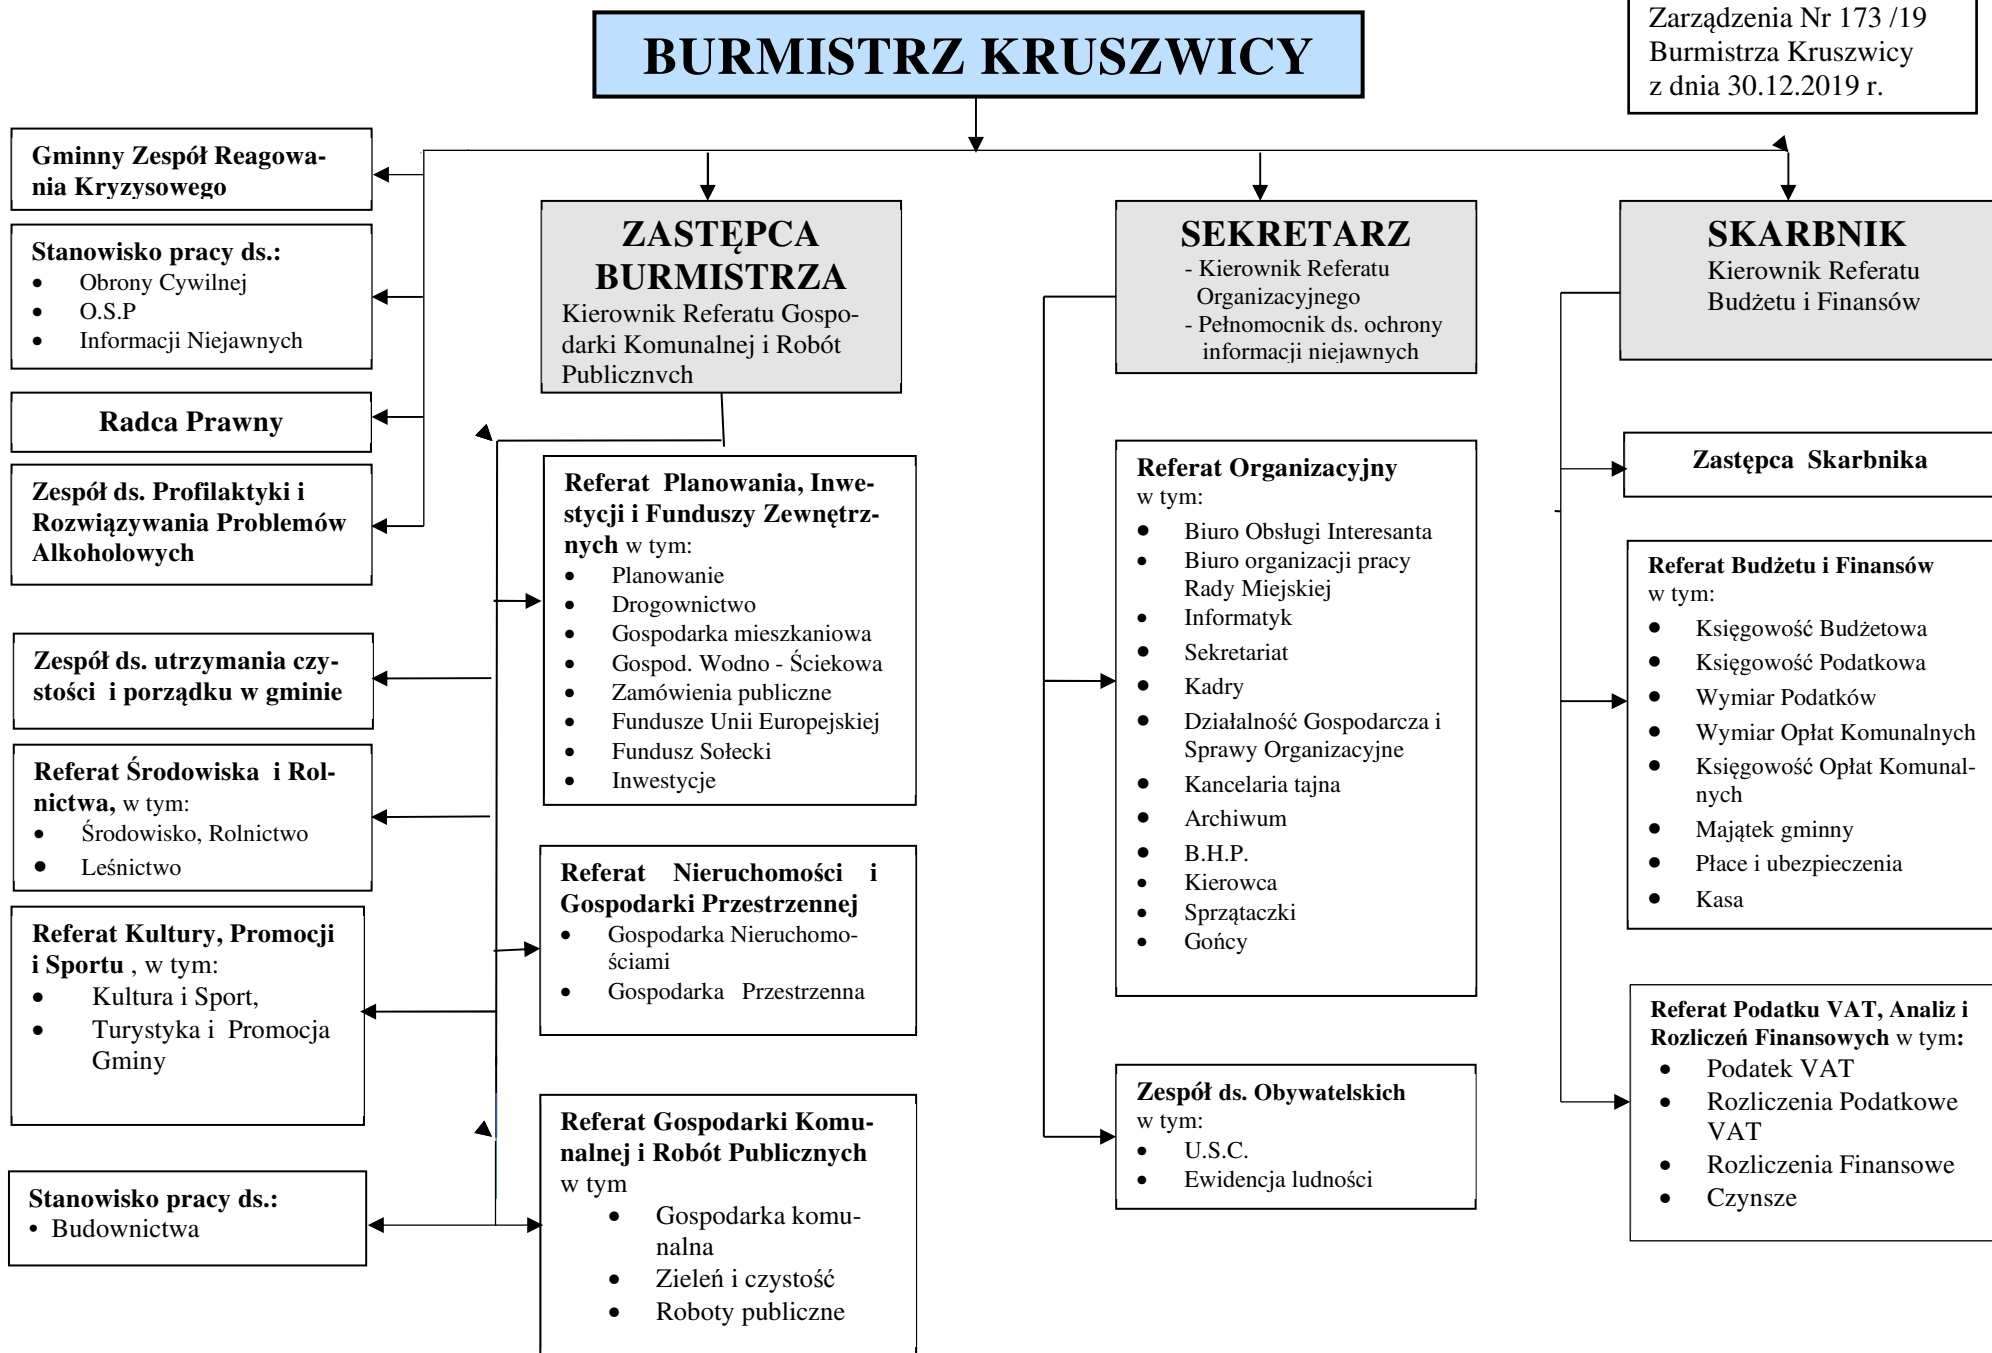 Zarządzenia Nr 173 /19
Burmistrza Kruszwicy
z dnia 30.12.2019 r.
BURMISTRZ KRUSZWICY
Gminny Zespół Reagowa-
nia Kryzysowego
Stanowisko pracy ds.:
• Obrony Cywilnej
• O.S.P
• Informacji Niejawnych
Radca Prawny
Zespół ds. Profilaktyki i
Rozwiązywania Problemów
Alkoholowych
Zespół ds. utrzymania czy-
stości i porządku w gminie
Referat Środowiska i Rol-
nictwa, w tym:
• Środowisko, Rolnictwo
• Leśnictwo
Referat Kultury, Promocji
i Sportu , w tym:
• Kultura i Sport,
• Turystyka i Promocja
Gminy
Stanowisko pracy ds.:
• Budownictwa
ZASTĘPCA
BURMISTRZA
Kierownik Referatu Gospo-
darki Komunalnej i Robót
Publicznych
Referat Planowania, Inwe-
stycji i Funduszy Zewnętrz-
nych w tym:
• Planowanie
• Drogownictwo
• Gospodarka mieszkaniowa
• Gospod. Wodno - Ściekowa
• Zamówienia publiczne
• Fundusze Unii Europejskiej
• Fundusz Sołecki
• Inwestycje
Referat Nieruchomości i
Gospodarki Przestrzennej
• Gospodarka Nieruchomo-
ściami
• Gospodarka Przestrzenna
Referat Gospodarki Komu-
nalnej i Robót Publicznych
w tym
• Gospodarka komu-
nalna
• Zieleń i czystość
• Roboty publiczne
SEKRETARZ
- Kierownik Referatu
Organizacyjnego
- Pełnomocnik ds. ochrony
informacji niejawnych
Referat Organizacyjny
w tym:
• Biuro Obsługi Interesanta
• Biuro organizacji pracy
Rady Miejskiej
• Informatyk
• Sekretariat
• Kadry
• Działalność Gospodarcza i
Sprawy Organizacyjne
• Kancelaria tajna
• Archiwum
• B.H.P.
• Kierowca
• Sprzątaczki
• Gońcy
Zespół ds. Obywatelskich
w tym:
• U.S.C.
• Ewidencja ludności
SKARBNIK
Kierownik Referatu
Budżetu i Finansów
Zastępca Skarbnika
Referat Budżetu i Finansów
w tym:
• Księgowość Budżetowa
• Księgowość Podatkowa
• Wymiar Podatków
• Wymiar Opłat Komunalnych
• Księgowość Opłat Komunal-
nych
• Majątek gminny
• Płace i ubezpieczenia
• Kasa
Referat Podatku VAT, Analiz i
Rozliczeń Finansowych w tym:
• Podatek VAT
• Rozliczenia Podatkowe
VAT
• Rozliczenia Finansowe
• Czynsze